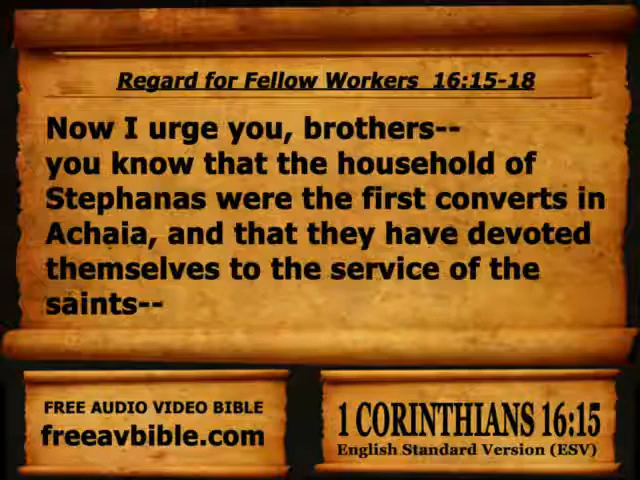 Regard for Fellow Workers  16:15-18
Now I urge you, brothers--
you know that the household of
Stephanas were the first converts in
Achaia, and that they have devoted
themselves to the service of the
saints--
FREE AUDIO VIDEO BIBLE
freeavbible.com
1 CORINTHIANS 16:15
English Standard Version (ESV)